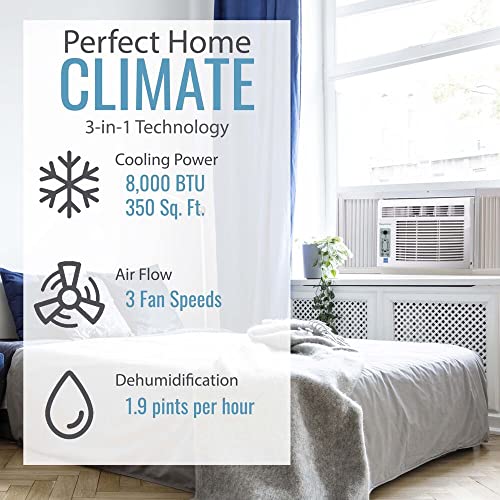 Perfect Home
CLIMATE
3-in-1 Technology
Cooling Power
8,000 BTU
350 Sq. Ft.
Air Flow
3 Fan Speeds
Dehumidification
1.9 pints per hour